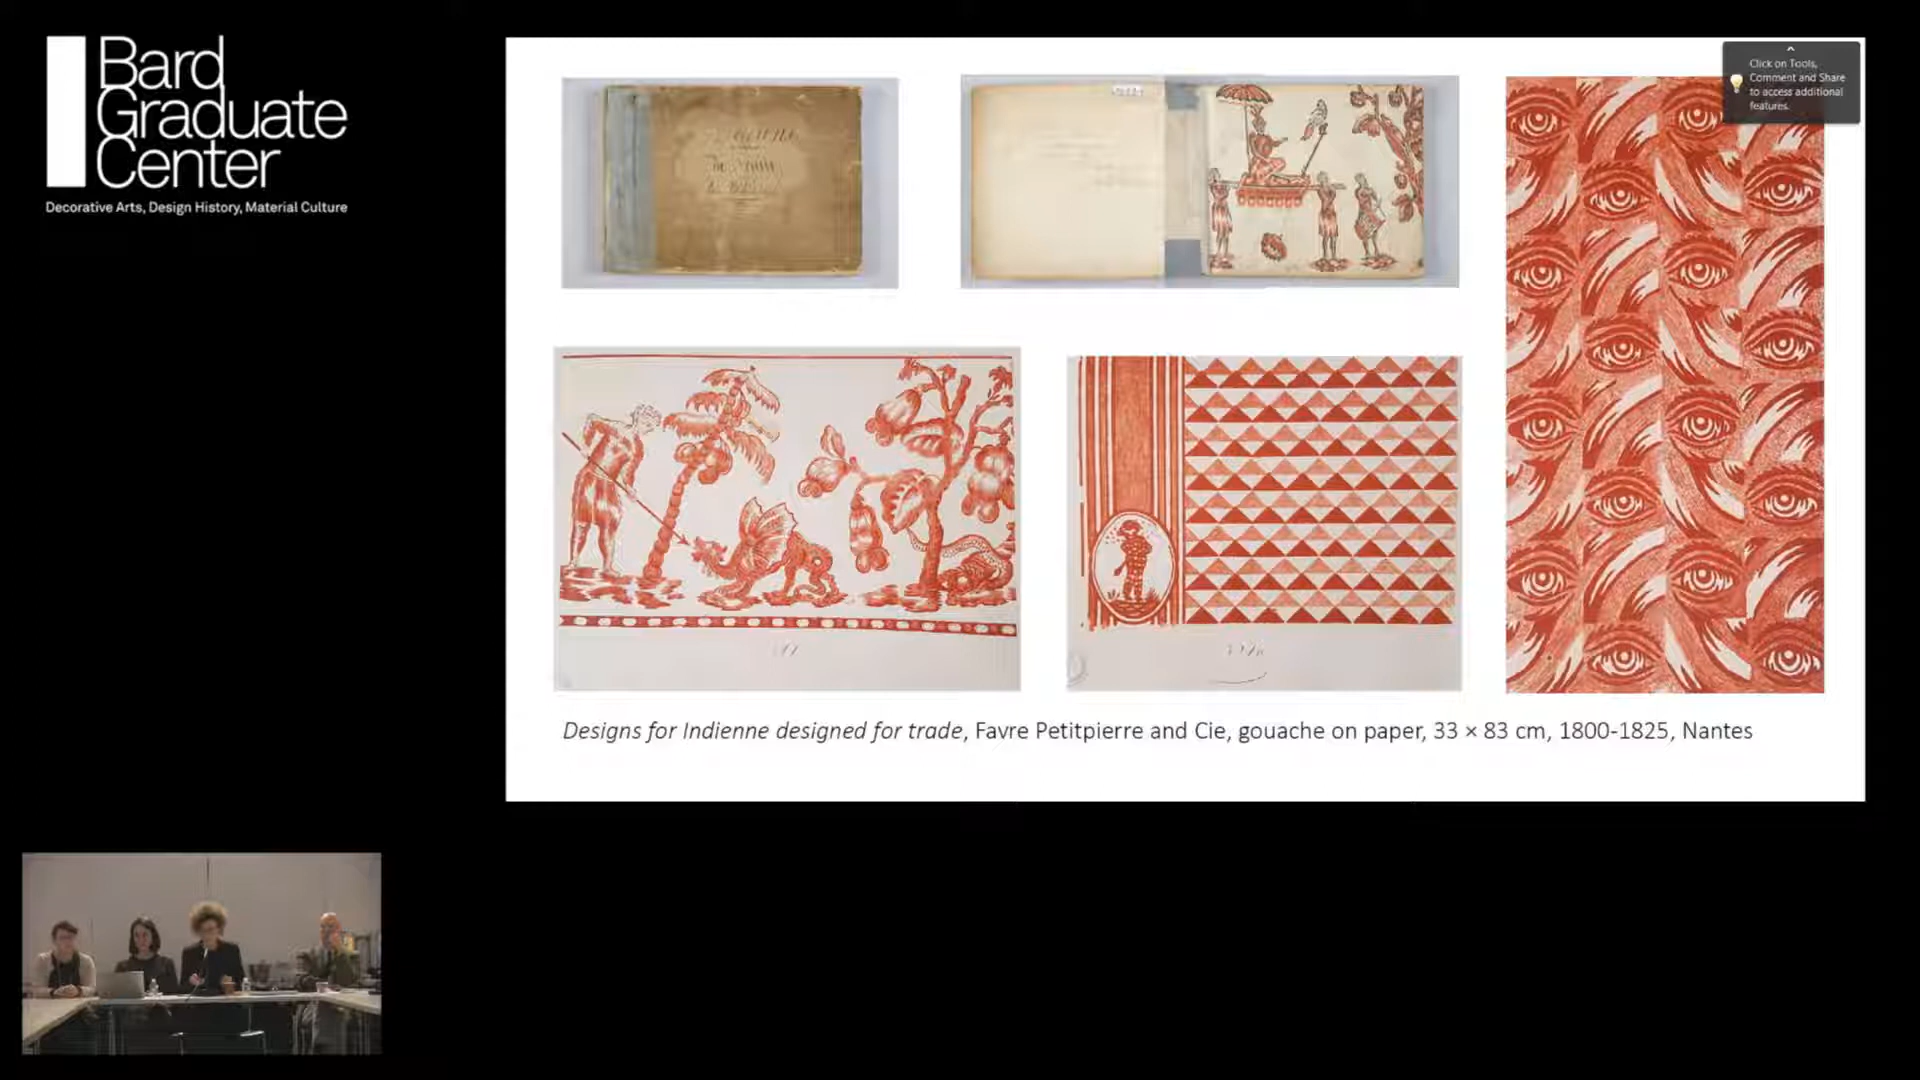 Bard
Graduate
Center
Decorative Arts, Design History, Material Culture
Click on Tools,
Comment and Share
to access additional
features.
Designs for Indienne designed for trade, Favre Petitpierre and Cie, gouache on paper, 33 × 83 cm, 1800-1825, Nantes